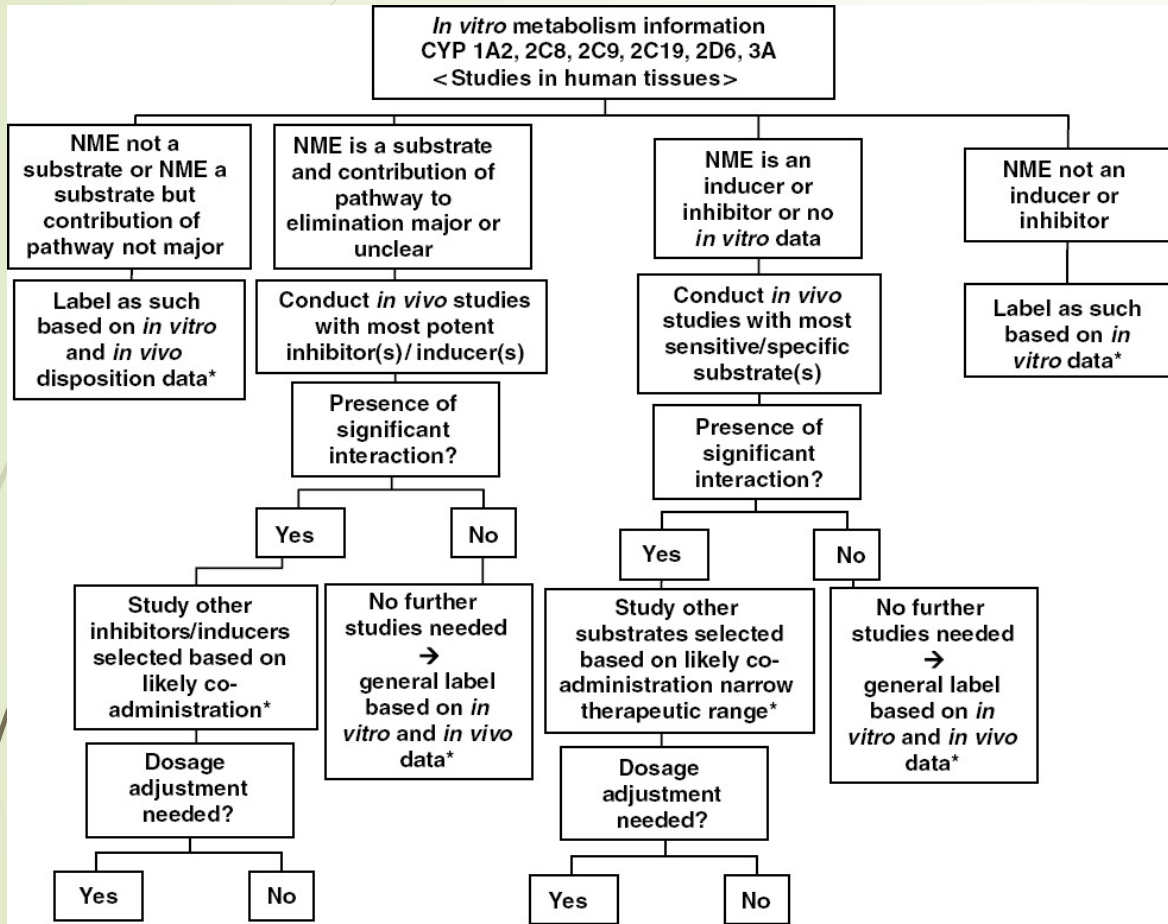 In vitro metabolism information
CYP 1A2, 2C8, 2C9, 2C19, 2D6, 3A
<Studies in human tissues>
NME not a
substrate or NME a
substrate but
contribution of
pathway not major
NME is a substrate
and contribution of
pathway to
elimination major or
unclear
NME is an
inducer or
inhibitor or no
in vitro data
NME not an
inducer or
inhibitor
Label as such
based on in vitro
and in vivo
disposition data*
Conduct in vivo studies
with most potent
inhibitor(s)/inducer(s)
Conduct in vivo
studies with most
sensitive/specific
substrate(s)
Label as such
based on in
vitro data*
Presence of
significant
interaction?
Presence of
significant
interaction?
Yes
No
Yes
No
Study other
inhibitors/inducers
selected based on
likely co-
administration*
No further
studies needed
→
general label
based on in
vitro and in vivo
data*
Study other
substrates selected
based on likely co-
administration narrow
therapeutic range*
No further
studies needed
→
general label
based on in
vitro and in vivo
data*
Dosage
adjustment
needed?
Dosage
adjustment
needed?
Yes
No
Yes
No